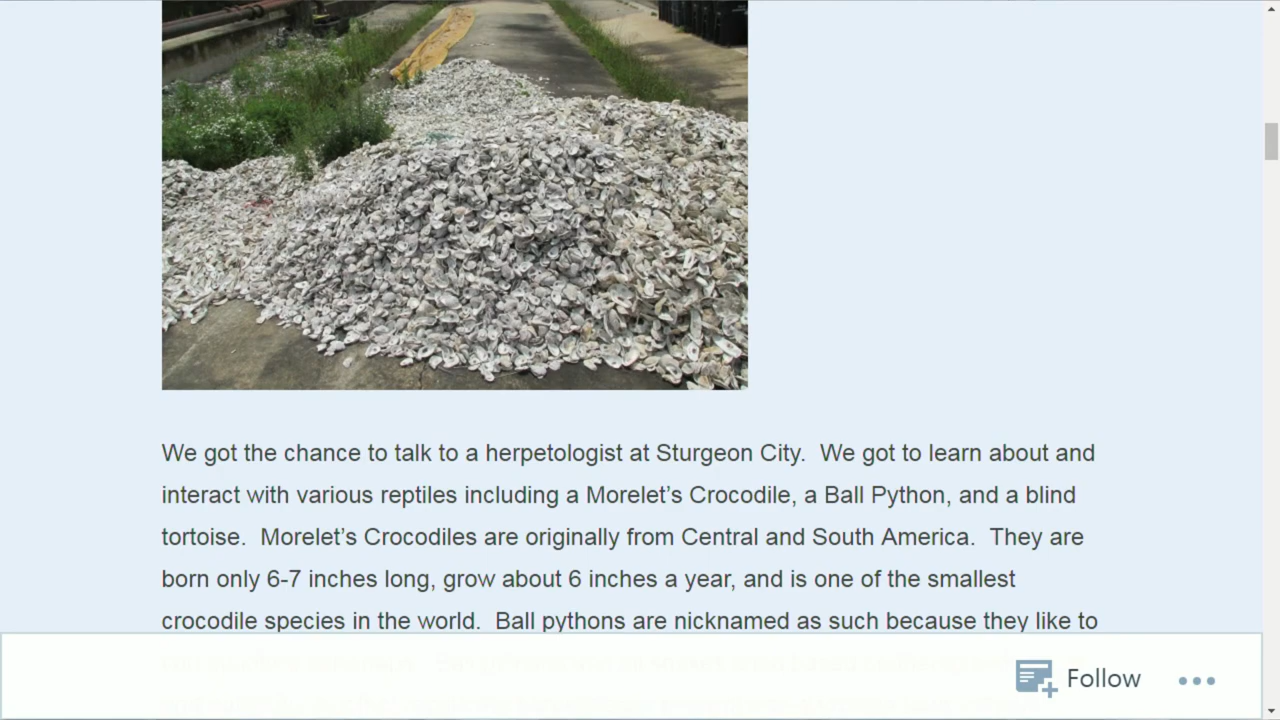 We got the chance to talk to a herpetologist at Sturgeon City.  We got to learn about and
interact with various reptiles including a Morelet’s Crocodile, a Ball Python, and a blind
tortoise.  Morelet’s Crocodiles are originally from Central and South America.  They are
born only 6-7 inches long, grow about 6 inches a year, and is one of the smallest
crocodile species in the world.  Ball pythons are nicknamed as such because they like to
Follow